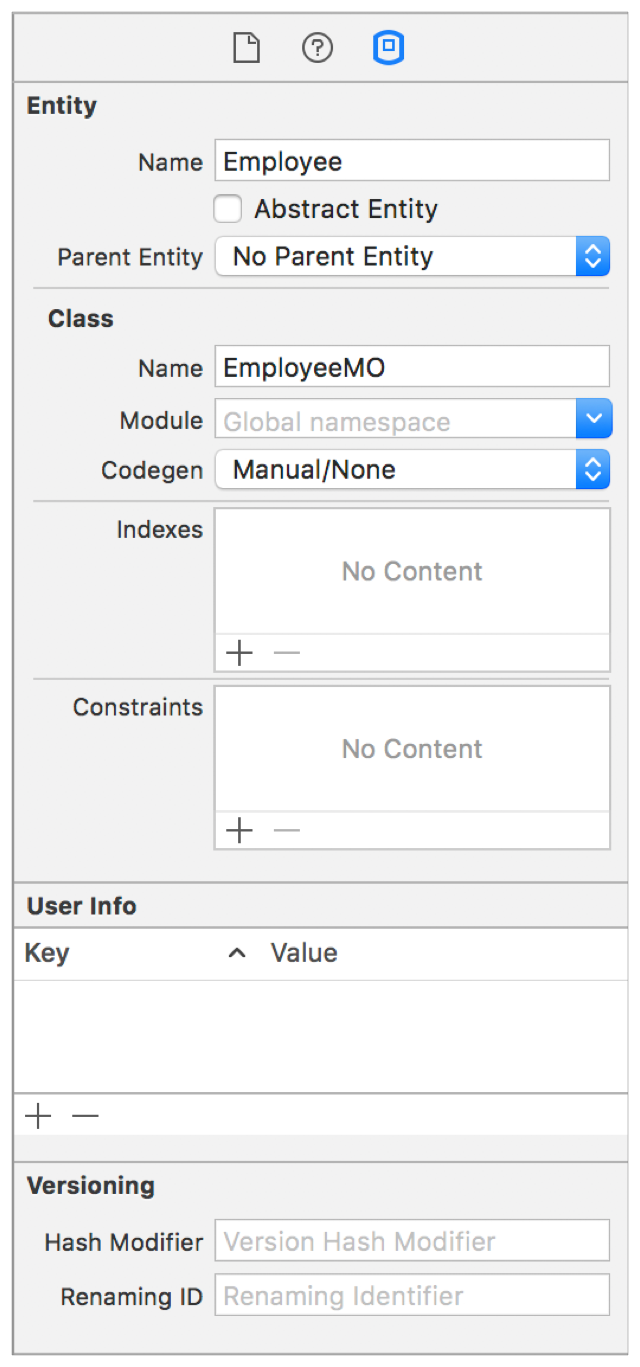 Entity
Name Employee
Abstract Entity
Parent Entity No Parent Entity
Class
Name EmployeeMO
Module Global namespace
Codegen Manual/None
Indexes
No Content
Constraints
No Content
User Info
Key Value
Versioning
Hash Modifier Version Hash Modifier
Renaming ID Renaming Identifier